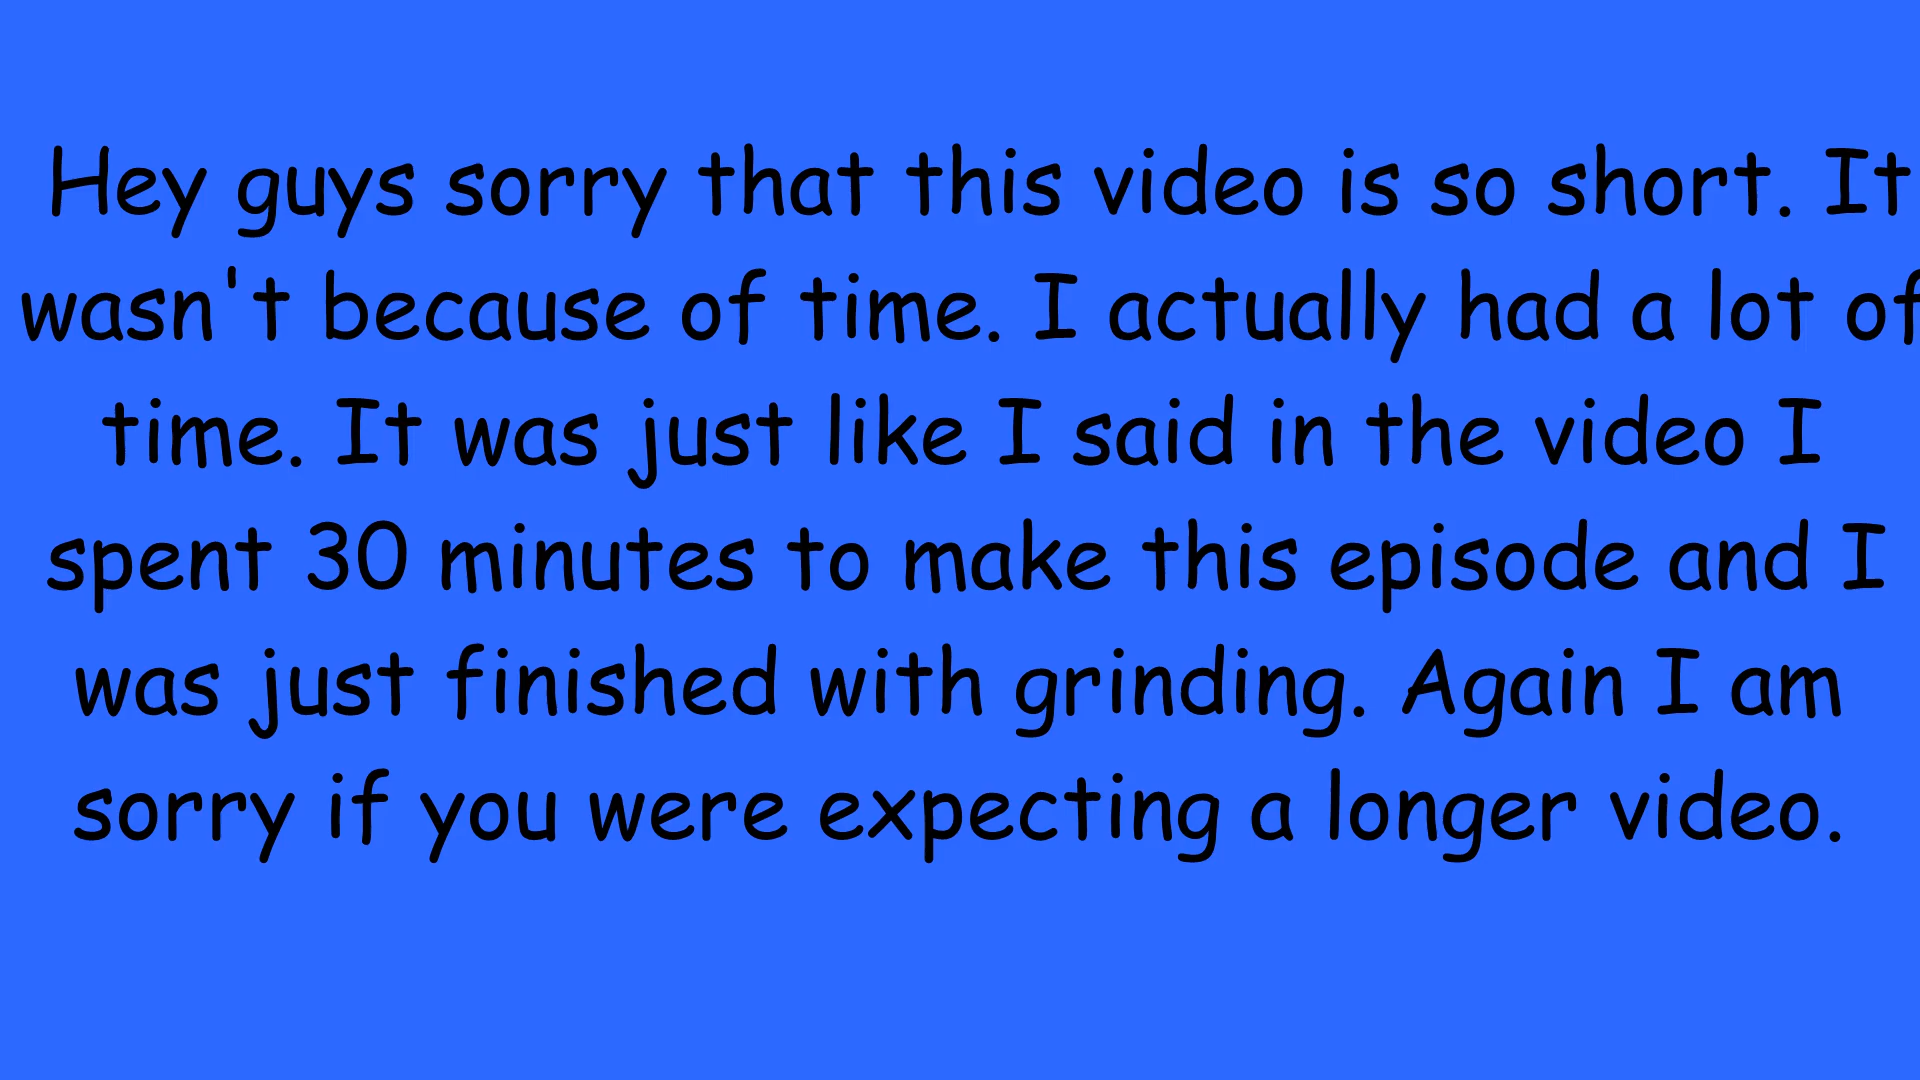 Hey guys sorry that this video is so short. It
wasn't because of time. I actually had a lot of
time. It was just like I said in the video I
spent 30 minutes to make this episode and I
was just finished with grinding. Again I am
sorry if you were expecting a longer video.